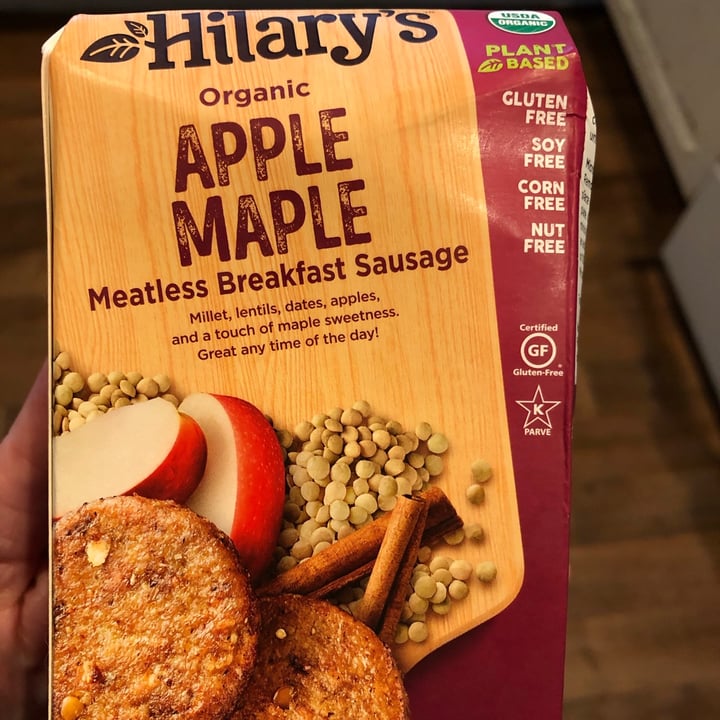 Hilary's™
Organic
APPLE
MAPLE
Meatless Breakfast Sausage
Millet, lentils, dates, apples,
and a touch of maple sweetness.
Great any time of the day!
USDA
ORGANIC
PLANT
BASED
GLUTEN
FREE
SOY
FREE
CORN
FREE
NUT
FREE
Certified
GF
Gluten-Free
K
PARVE